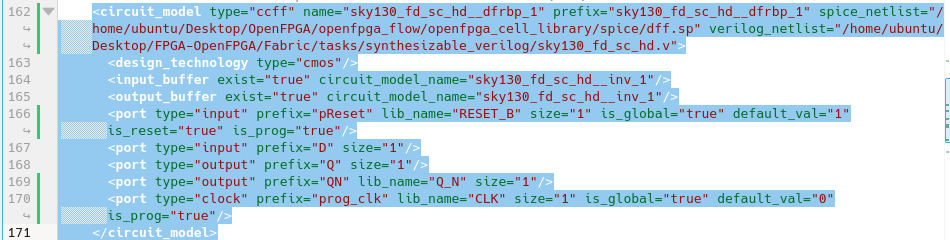 162 <circuit_model type="ccff" name="sky130_fd_sc_hd__dfrbp_1" prefix="sky130_fd_sc_hd__dfrbp_1" spice_netlist="/
home/ubuntu/Desktop/OpenFPGA/openfpga_flow/openfpga_cell_library/spice/dff.sp" verilog_netlist="/home/ubuntu/
Desktop/FPGA-OpenFPGA/Fabric/tasks/synthesizable_verilog/sky130_fd_sc_hd.v">
163 <design_technology type="cmos"/>
164 <input_buffer exist="true" circuit_model_name="sky130_fd_sc_hd__inv_1"/>
165 <output_buffer exist="true" circuit_model_name="sky130_fd_sc_hd__inv_1"/>
166 <port type="input" prefix="pReset" lib_name="RESET_B" size="1" is_global="true" default_val="1"
is_reset="true" is_prog="true"/>
167 <port type="input" prefix="D" size="1"/>
168 <port type="output" prefix="Q" size="1"/>
169 <port type="output" prefix="QN" lib_name="Q_N" size="1"/>
170 <port type="clock" prefix="prog_clk" lib_name="CLK" size="1" is_global="true" default_val="0"
is_prog="true"/>
171 </circuit_model>